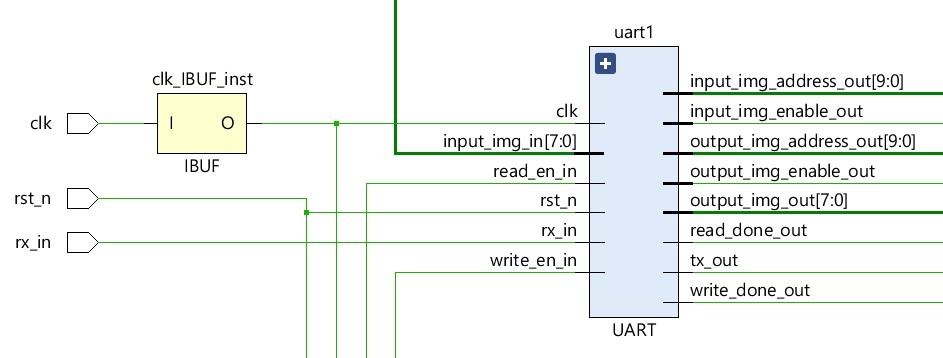 uart1
clk_IBUF_inst
input_img_address_out[9:0]
clk
I
O
clk
input_img_enable_out
IBUF
input_img_in[7:0]
output_img_address_out[9:0]
read_en_in
output_img_enable_out
rst_n
rst_n
output_img_out[7:0]
rx_in
rx_in
read_done_out
write_en_in
tx_out
write_done_out
UART